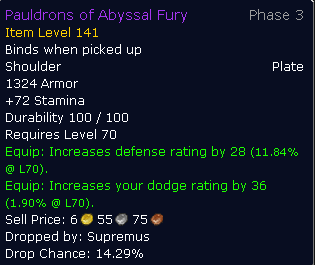 Pauldrons of Abyssal Fury Phase 3
Item Level 141
Binds when picked up
Shoulder Plate
1324 Armor
+72 Stamina
Durability 100 / 100
Requires Level 70
Equip: Increases defense rating by 28 (11.84%
@ L70).
Equip: Increases your dodge rating by 36
(1.90% @ L70).
Sell Price: 6 55 75
Dropped by: Supremus
Drop Chance: 14.29%